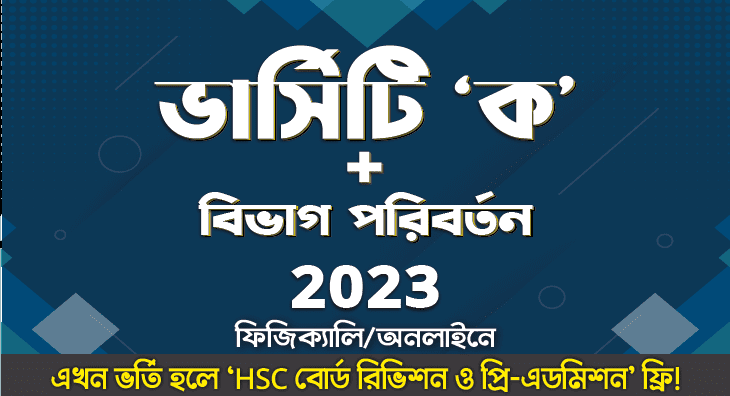 ভার্সিটি ‘ক’
+
বিভাগ পরিবর্তন
2023
ফিজিক্যালি/অনলাইনে
এখন ভর্তি হলে ‘HSC বোর্ড রিভিশন ও প্রি-এডমিশন’ ফ্রি!